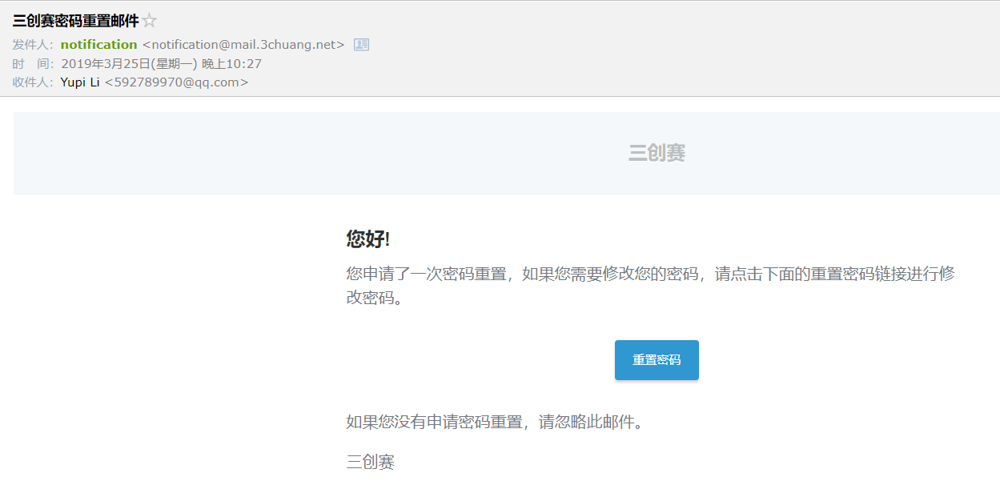 三创赛密码重置邮件
发件人：notification <notification@mail.3chuang.net>
时 间：2019年3月25日(星期一) 晚上10:27
收件人：Yupi Li <592789970@qq.com>
三创赛
您好!
您申请了一次密码重置，如果您需要修改您的密码，请点击下面的重置密码链接进行修
改密码。
重置密码
如果您没有申请密码重置，请忽略此邮件。
三创赛